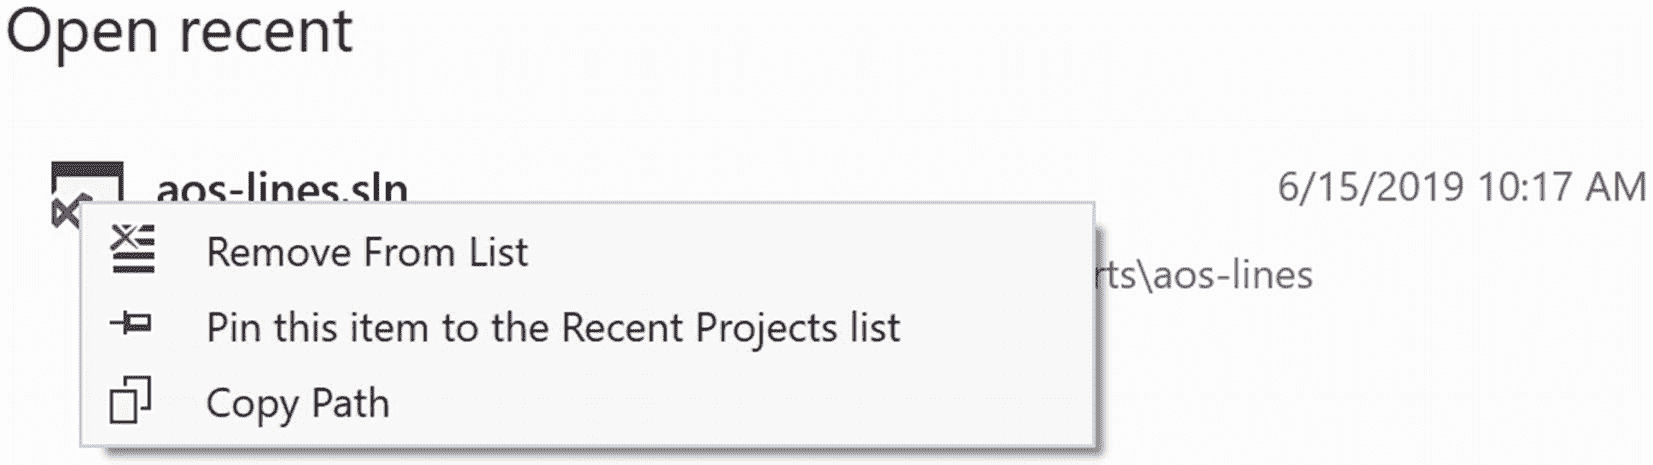 Open recent
aos-lines.sln
6/15/2019 10:17 AM
Remove From List
rts\aos-lines
Pin this item to the Recent Projects list
Copy Path